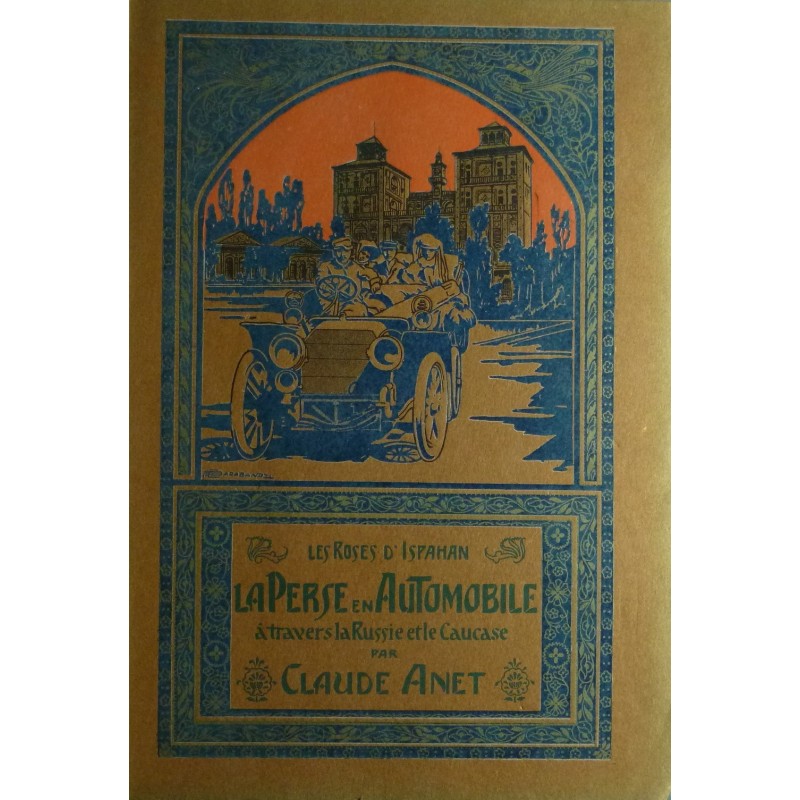 LES ROSES D'ISPAHAN
LA PERSE EN AUTOMOBILE
à travers la Russie et le Caucase
PAR
CLAUDE ANET